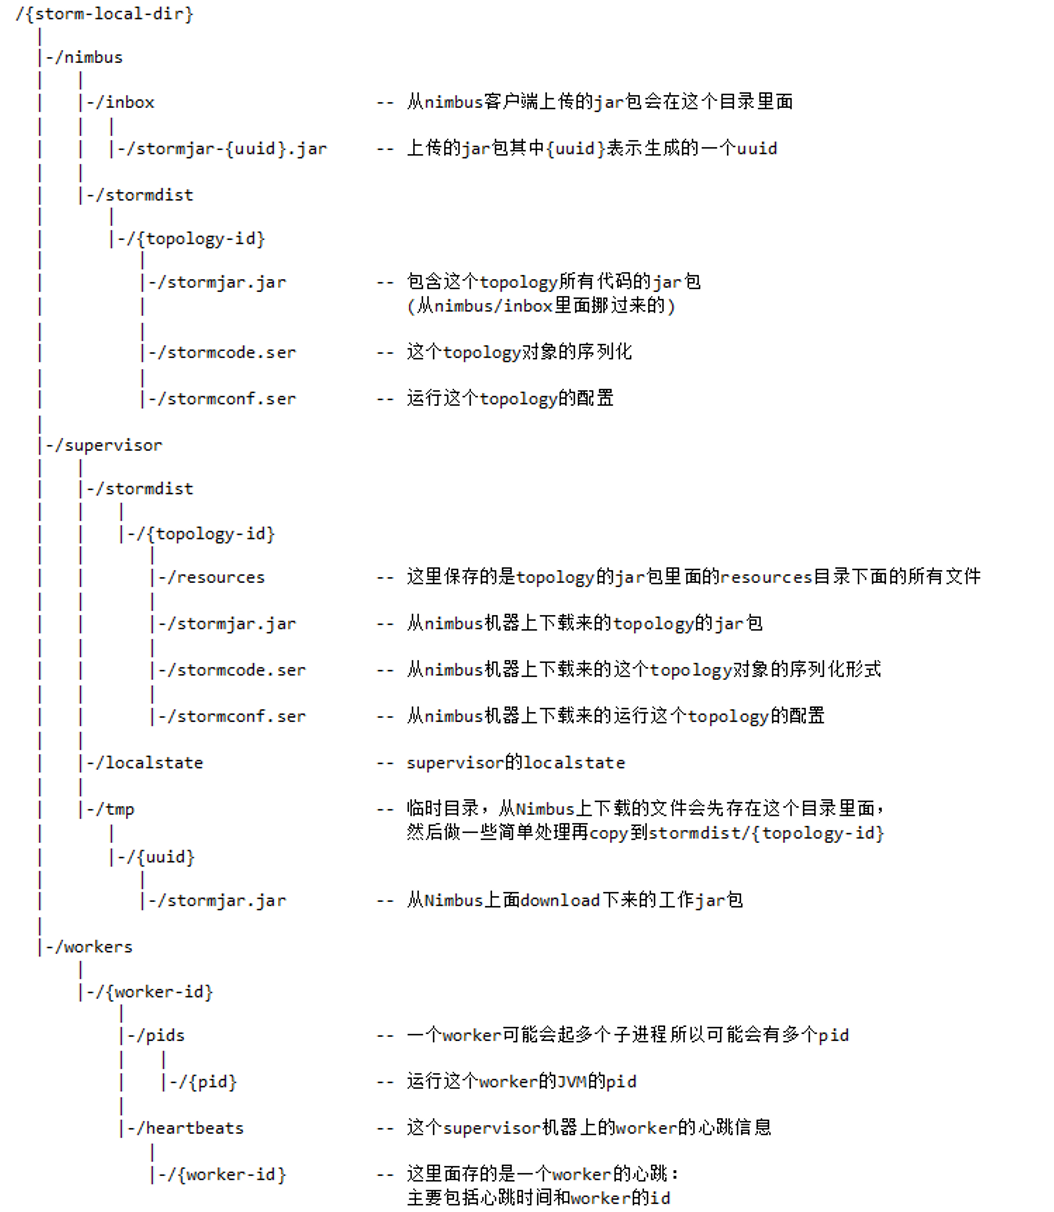 /{storm-local-dir}
|
|-/nimbus
| |
| |-/inbox -- 从nimbus客户端上传的jar包会在这个目录里面
| | |
| | |-/stormjar-{uuid}.jar -- 上传的jar包其中{uuid}表示生成的一个uuid
| |
| |-/stormdist
| |
| |-/{topology-id}
| |
| |-/stormjar.jar -- 包含这个topology所有代码的jar包
| | (从nimbus/inbox里面挪过来的)
| |
| |-/stormcode.ser -- 这个topology对象的序列化
| |
| |-/stormconf.ser -- 运行这个topology的配置
|
|-/supervisor
| |
| |-/stormdist
| | |
| | |-/{topology-id}
| | |
| | |-/resources -- 这里保存的是topology的jar包里面的resources目录下面的所有文件
| | |
| | |-/stormjar.jar -- 从nimbus机器上下载来的topology的jar包
| | |
| | |-/stormcode.ser -- 从nimbus机器上下载来的这个topology对象的序列化形式
| | |
| | |-/stormconf.ser -- 从nimbus机器上下载来的运行这个topology的配置
| |
| |-/localstate -- supervisor的localstate
| |
| |-/tmp -- 临时目录，从Nimbus上下载的文件会先存在这个目录里面，
| | 然后做一些简单处理再copy到stormdist/{topology-id}
| |-/{uuid}
| |
| |-/stormjar.jar -- 从Nimbus上面download下来的工作jar包
|
|-/workers
|
|-/{worker-id}
|
|-/pids -- 一个worker可能会起多个子进程所以可能会有多个pid
| |
| |-/{pid} -- 运行这个worker的JVM的pid
|
|-/heartbeats -- 这个supervisor机器上的worker的心跳信息
|
|-/{worker-id} -- 这里面存的是一个worker的心跳：
主要包括心跳时间和worker的id